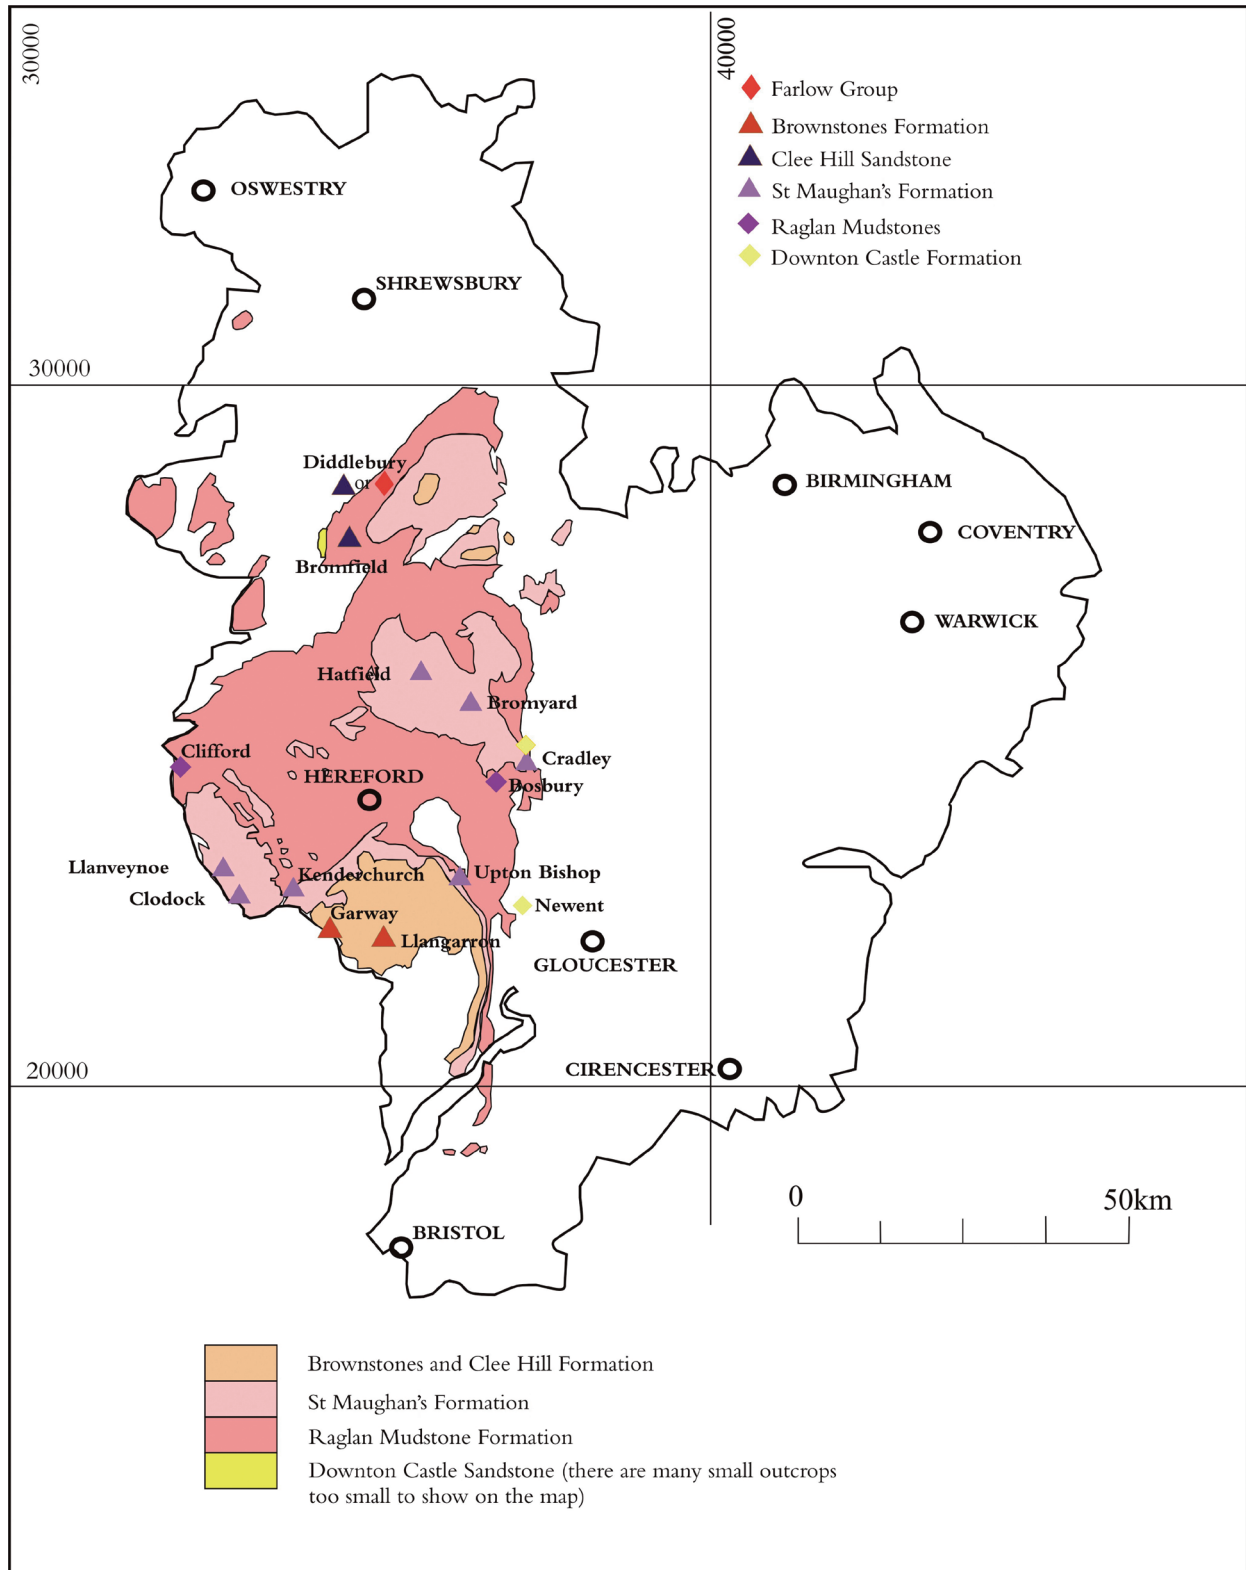 30000
40000
Farlow Group
Brownstones Formation
Clee Hill Sandstone
St Maughan's Formation
Raglan Mudstones
Downton Castle Formation
OSWESTRY
SHREWSBURY
30000
Diddlebury
or
BIRMINGHAM
COVENTRY
Bromfield
WARWICK
Hatfield
Bromyard
Clifford
Cradley
HEREFORD
Bosbury
Llanveynoe
Kenderchurch
Upton Bishop
Clodock
Newent
Garway
Llangarron
GLOUCESTER
20000
CIRENCESTER
0
50km
BRISTOL
Brownstones and Clee Hill Formation
St Maughan's Formation
Raglan Mudstone Formation
Downton Castle Sandstone (there are many small outcrops
too small to show on the map)